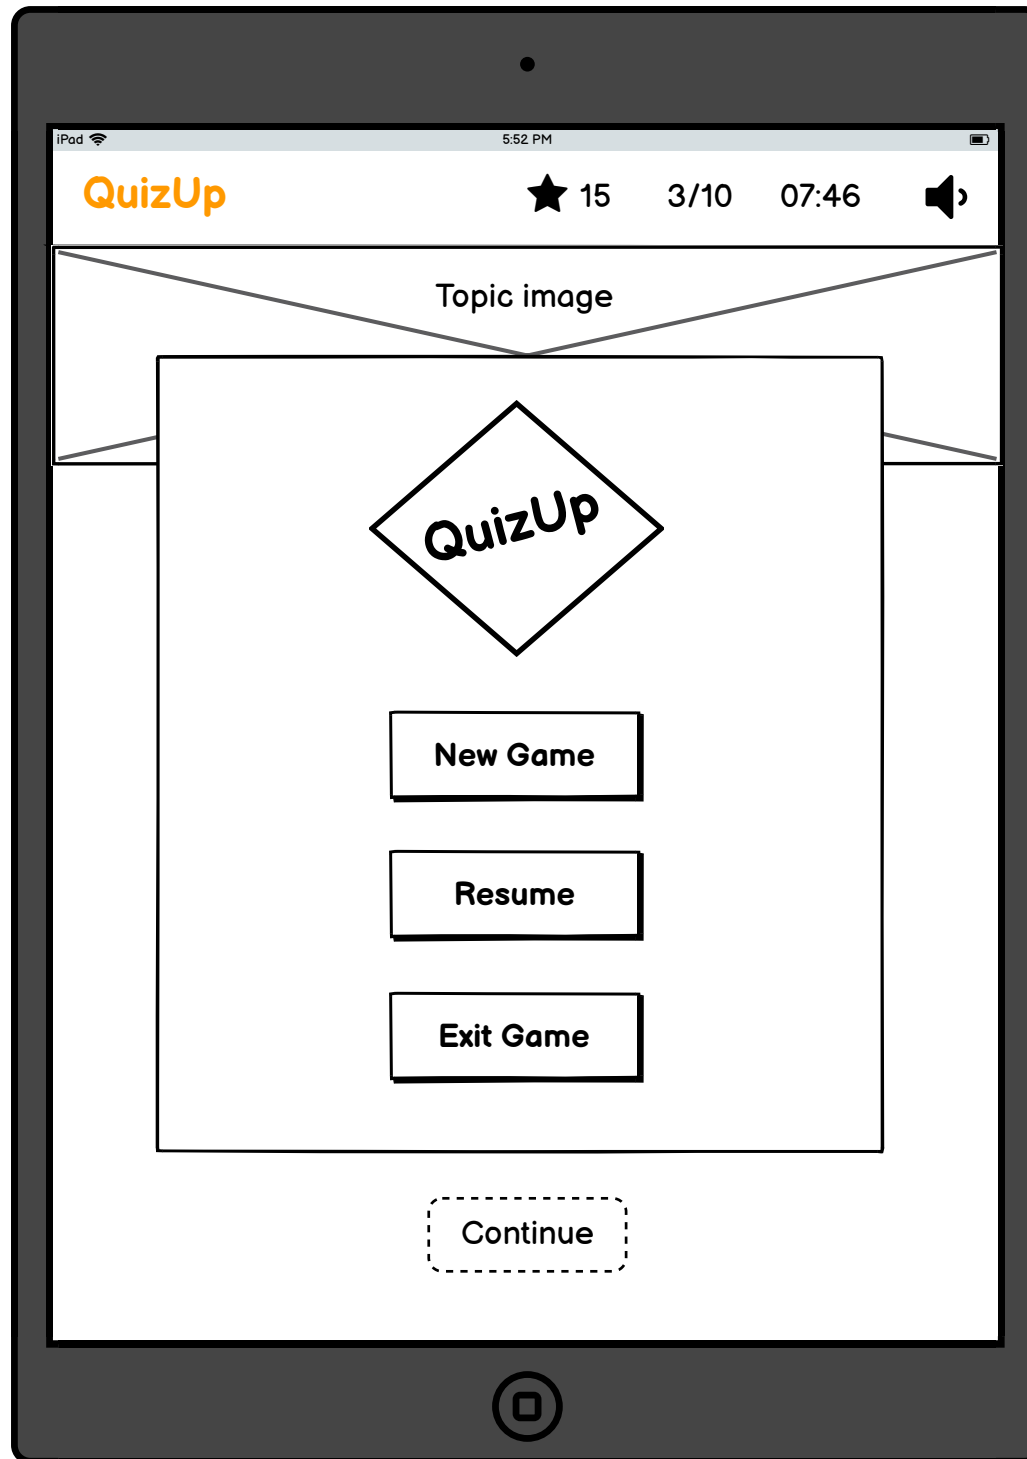 iPad
5:52 PM
QuizUp
15
3/10
07:46
Topic image
QuizUp
New Game
Resume
Exit Game
Continue